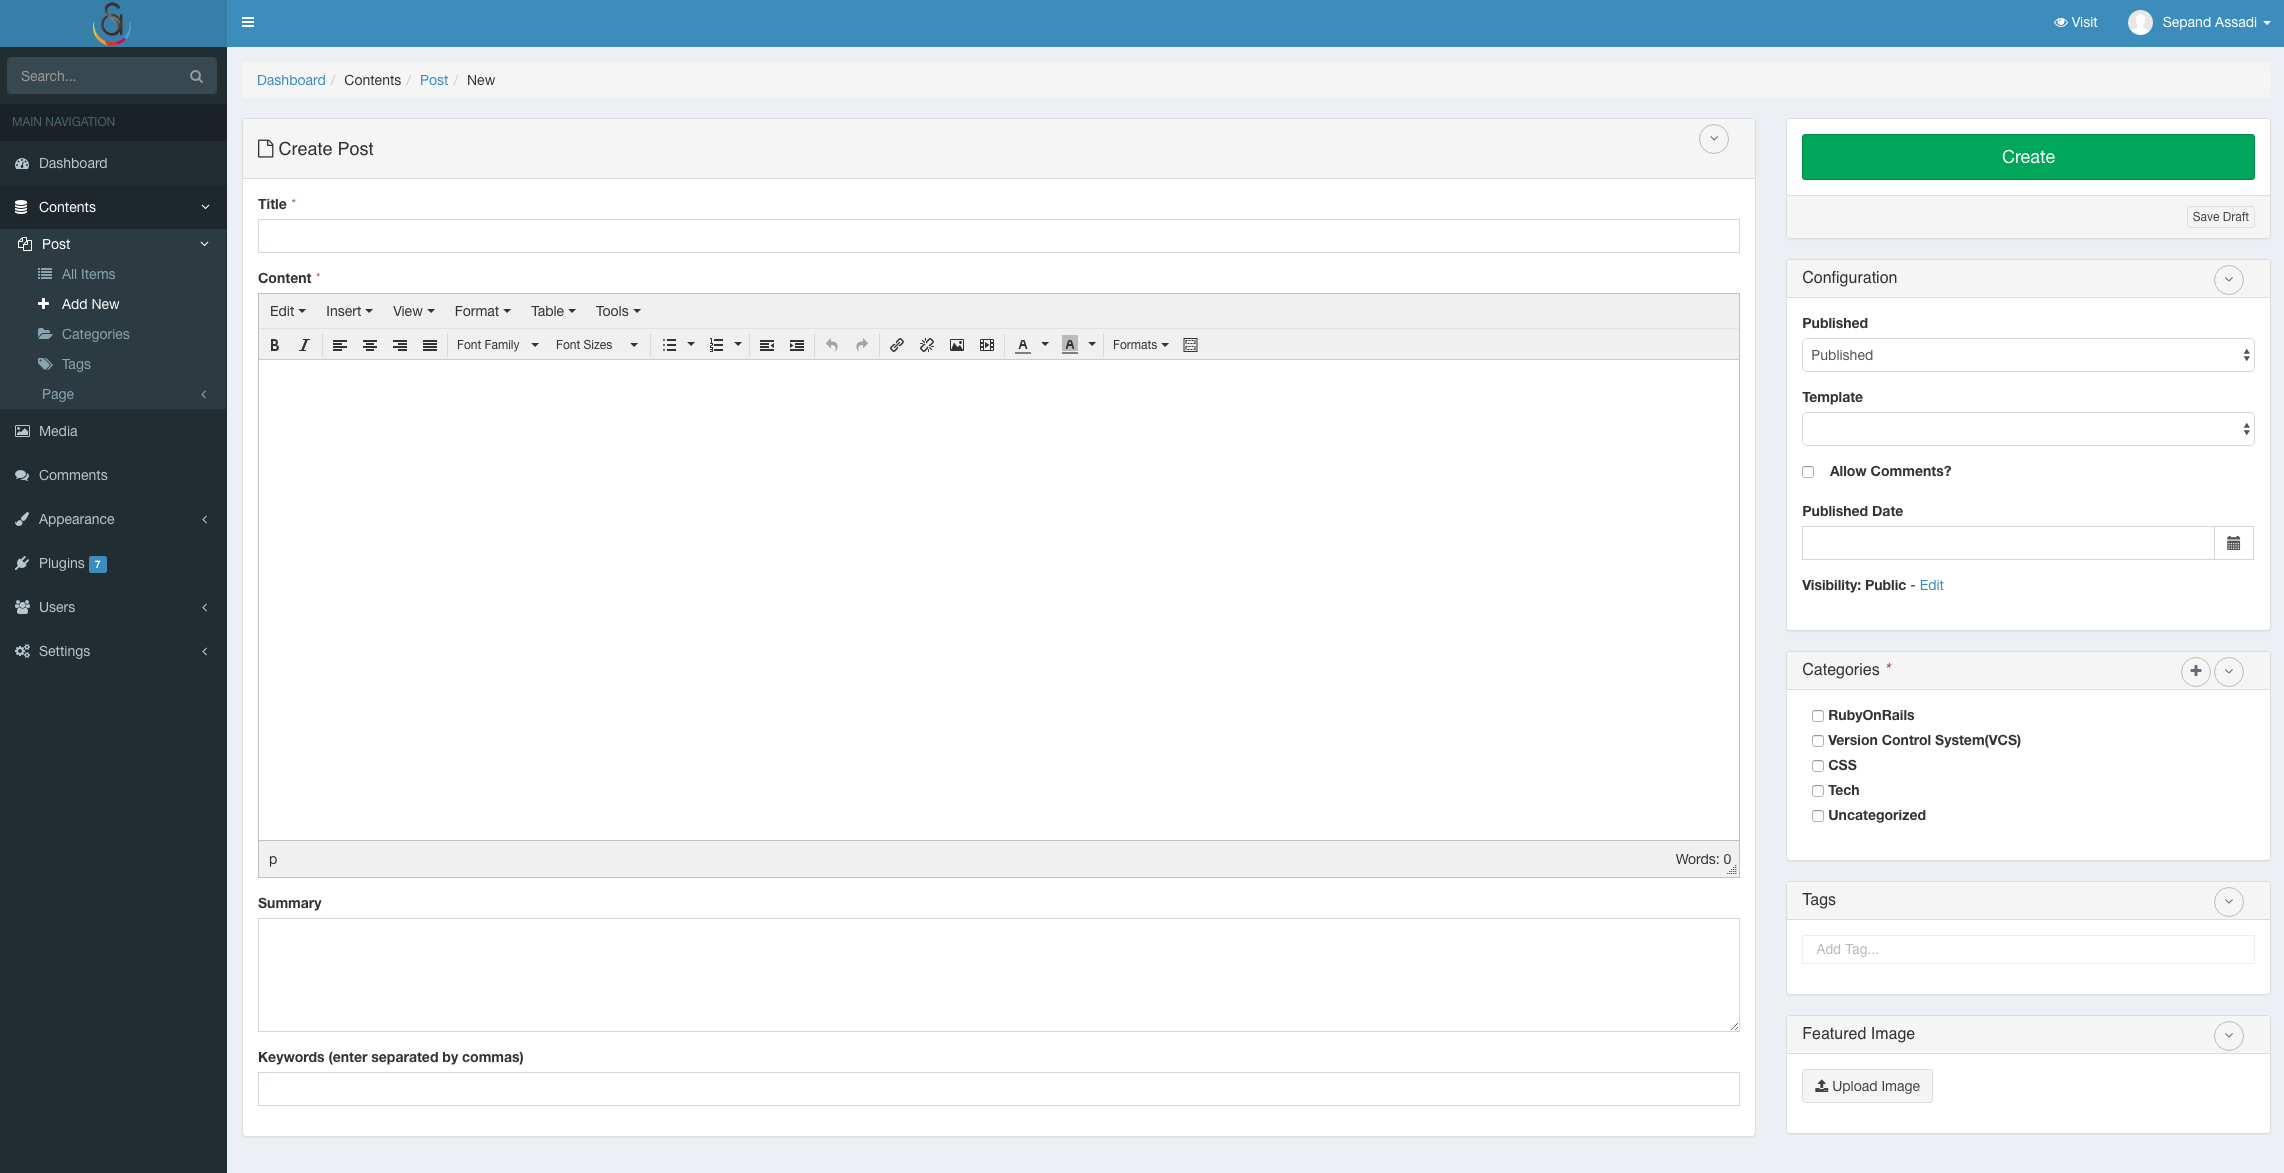 Visit
Sepand Assadi
Search...
MAIN NAVIGATION
Dashboard
Contents
Post
All Items
Add New
Categories
Tags
Page
Media
Comments
Appearance
Plugins 7
Users
Settings
Dashboard / Contents / Post / New
Create Post
Title *
Content *
Edit Insert View Format Table Tools
B I Font Family Font Sizes A A Formats
p
Words: 0
Summary
Keywords (enter separated by commas)
Create
Save Draft
Configuration
Published
Published
Template
Allow Comments?
Published Date
Visibility: Public - Edit
Categories *
RubyOnRails
Version Control System(VCS)
CSS
Tech
Uncategorized
Tags
Add Tag...
Featured Image
Upload Image